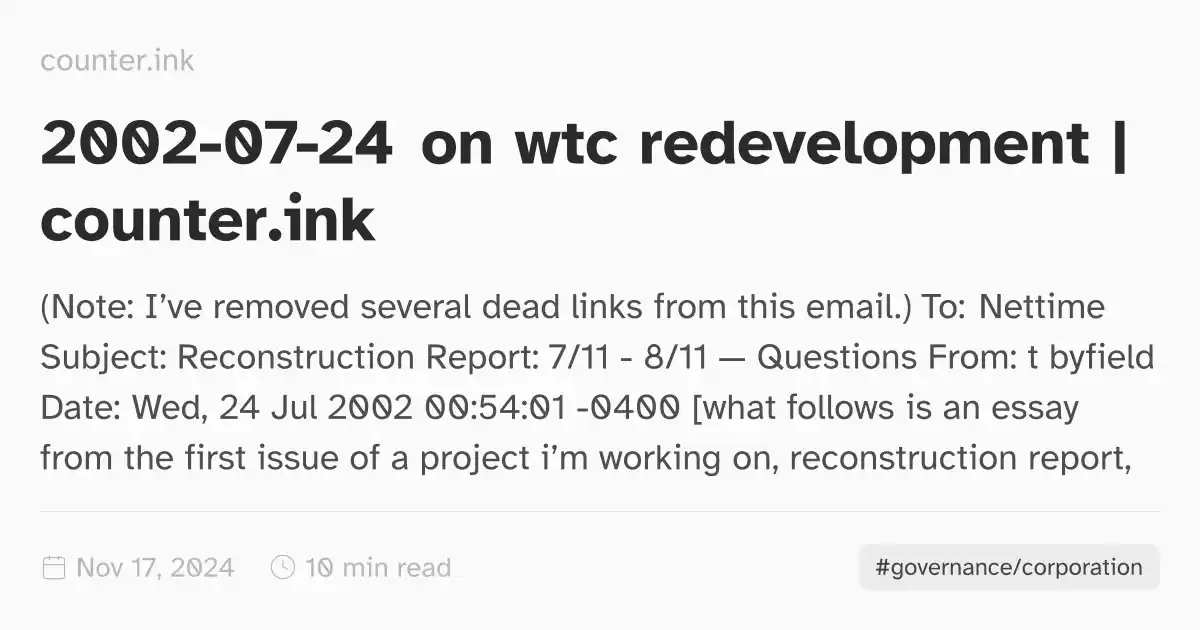 counter.ink
2002-07-24 on wtc redevelopment |
counter.ink
(Note: I’ve removed several dead links from this email.) To: Nettime
Subject: Reconstruction Report: 7/11 - 8/11 — Questions From: t byfield
Date: Wed, 24 Jul 2002 00:54:01 -0400 [what follows is an essay
from the first issue of a project i’m working on, reconstruction report,
Nov 17, 2024 10 min read #governance/corporation